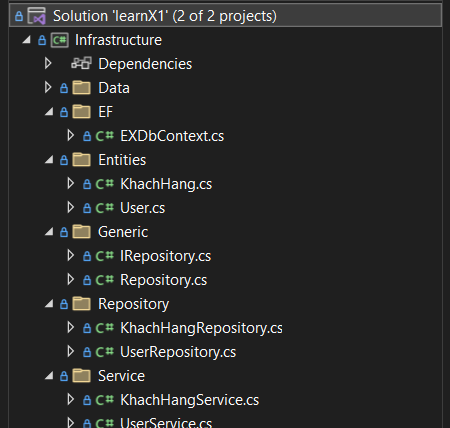 Solution 'learnX1' (2 of 2 projects)
C# Infrastructure
Dependencies
Data
EF
C# EXDbContext.cs
Entities
C# KhachHang.cs
C# User.cs
Generic
C# IRepository.cs
C# Repository.cs
Repository
C# KhachHangRepository.cs
C# UserRepository.cs
Service
C# KhachHangService.cs
C# UserService.cs